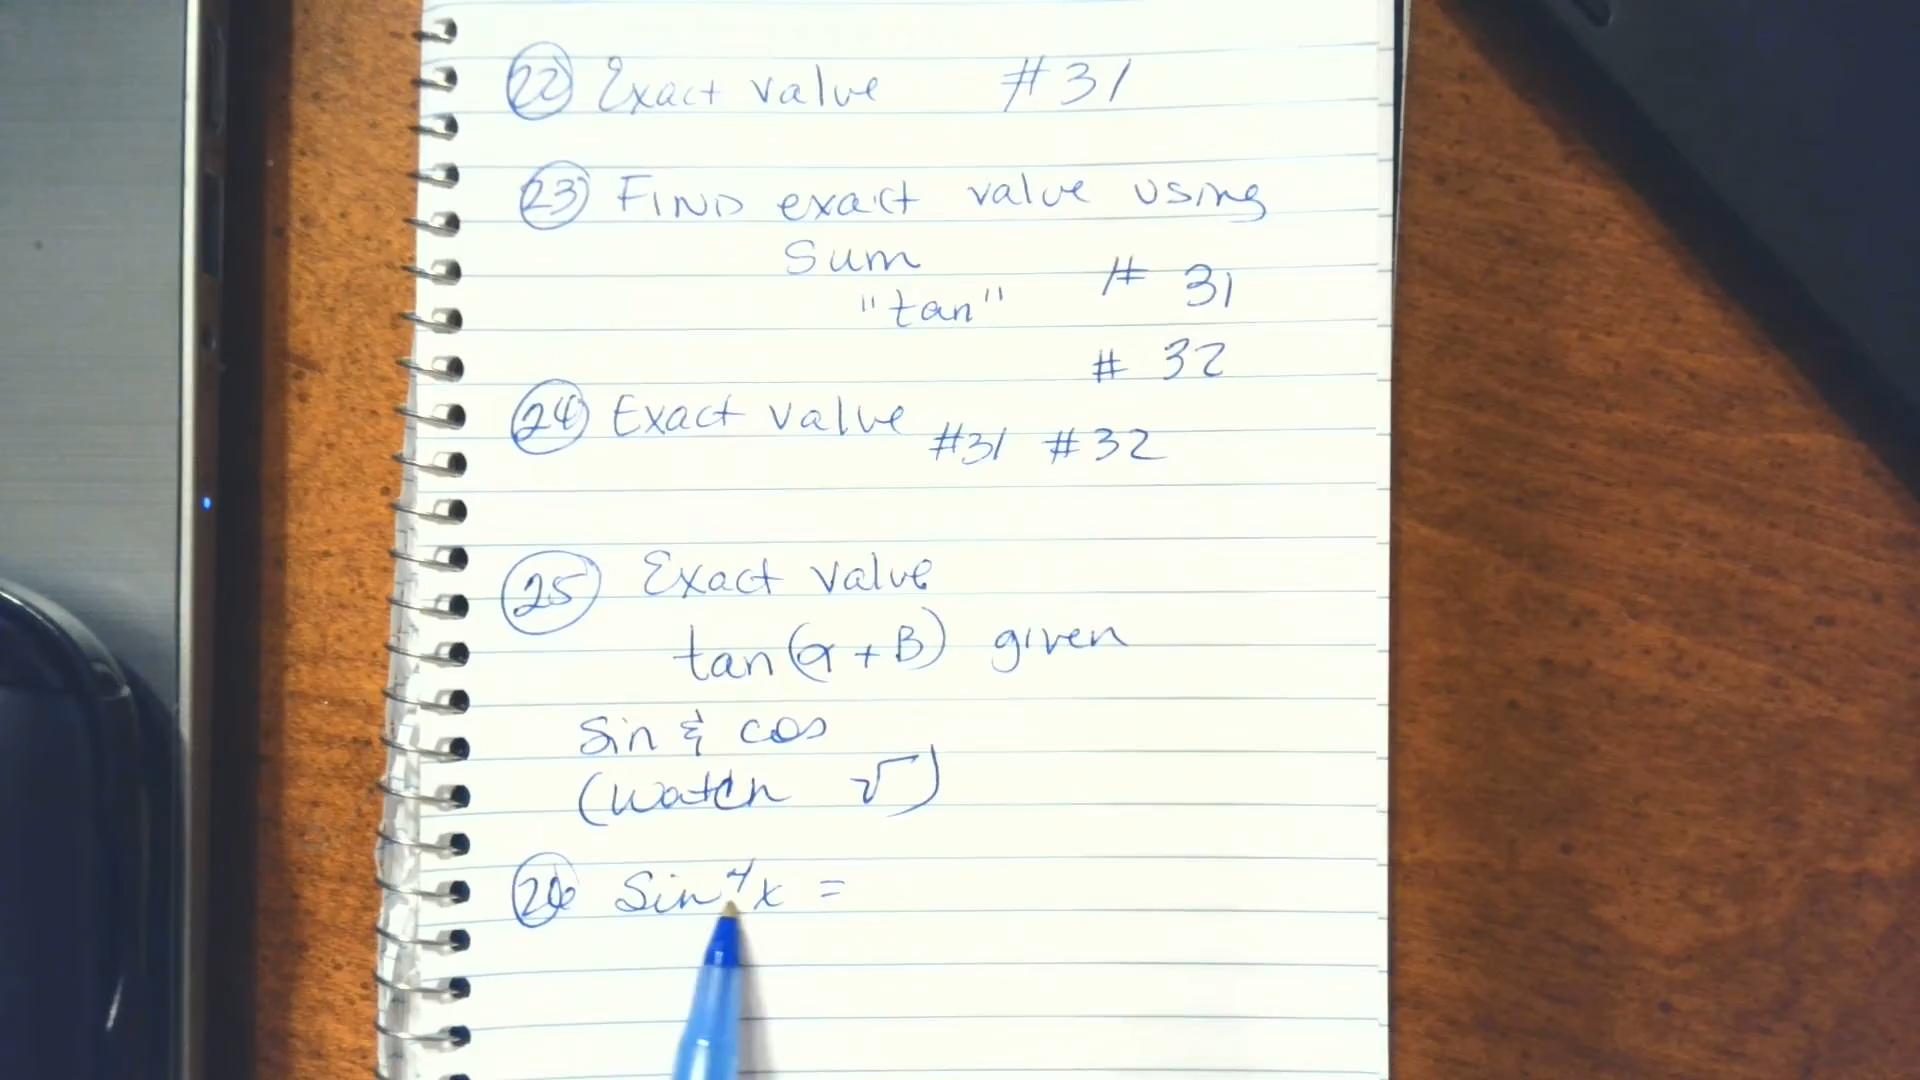 22 Exact value #31
23 FIND exact value using
sum
"tan" # 31
# 32
24 Exact value #31 #32
25 Exact value
tan(α + B) given
Sin & cos
(watch √)
26 Sin⁴x =